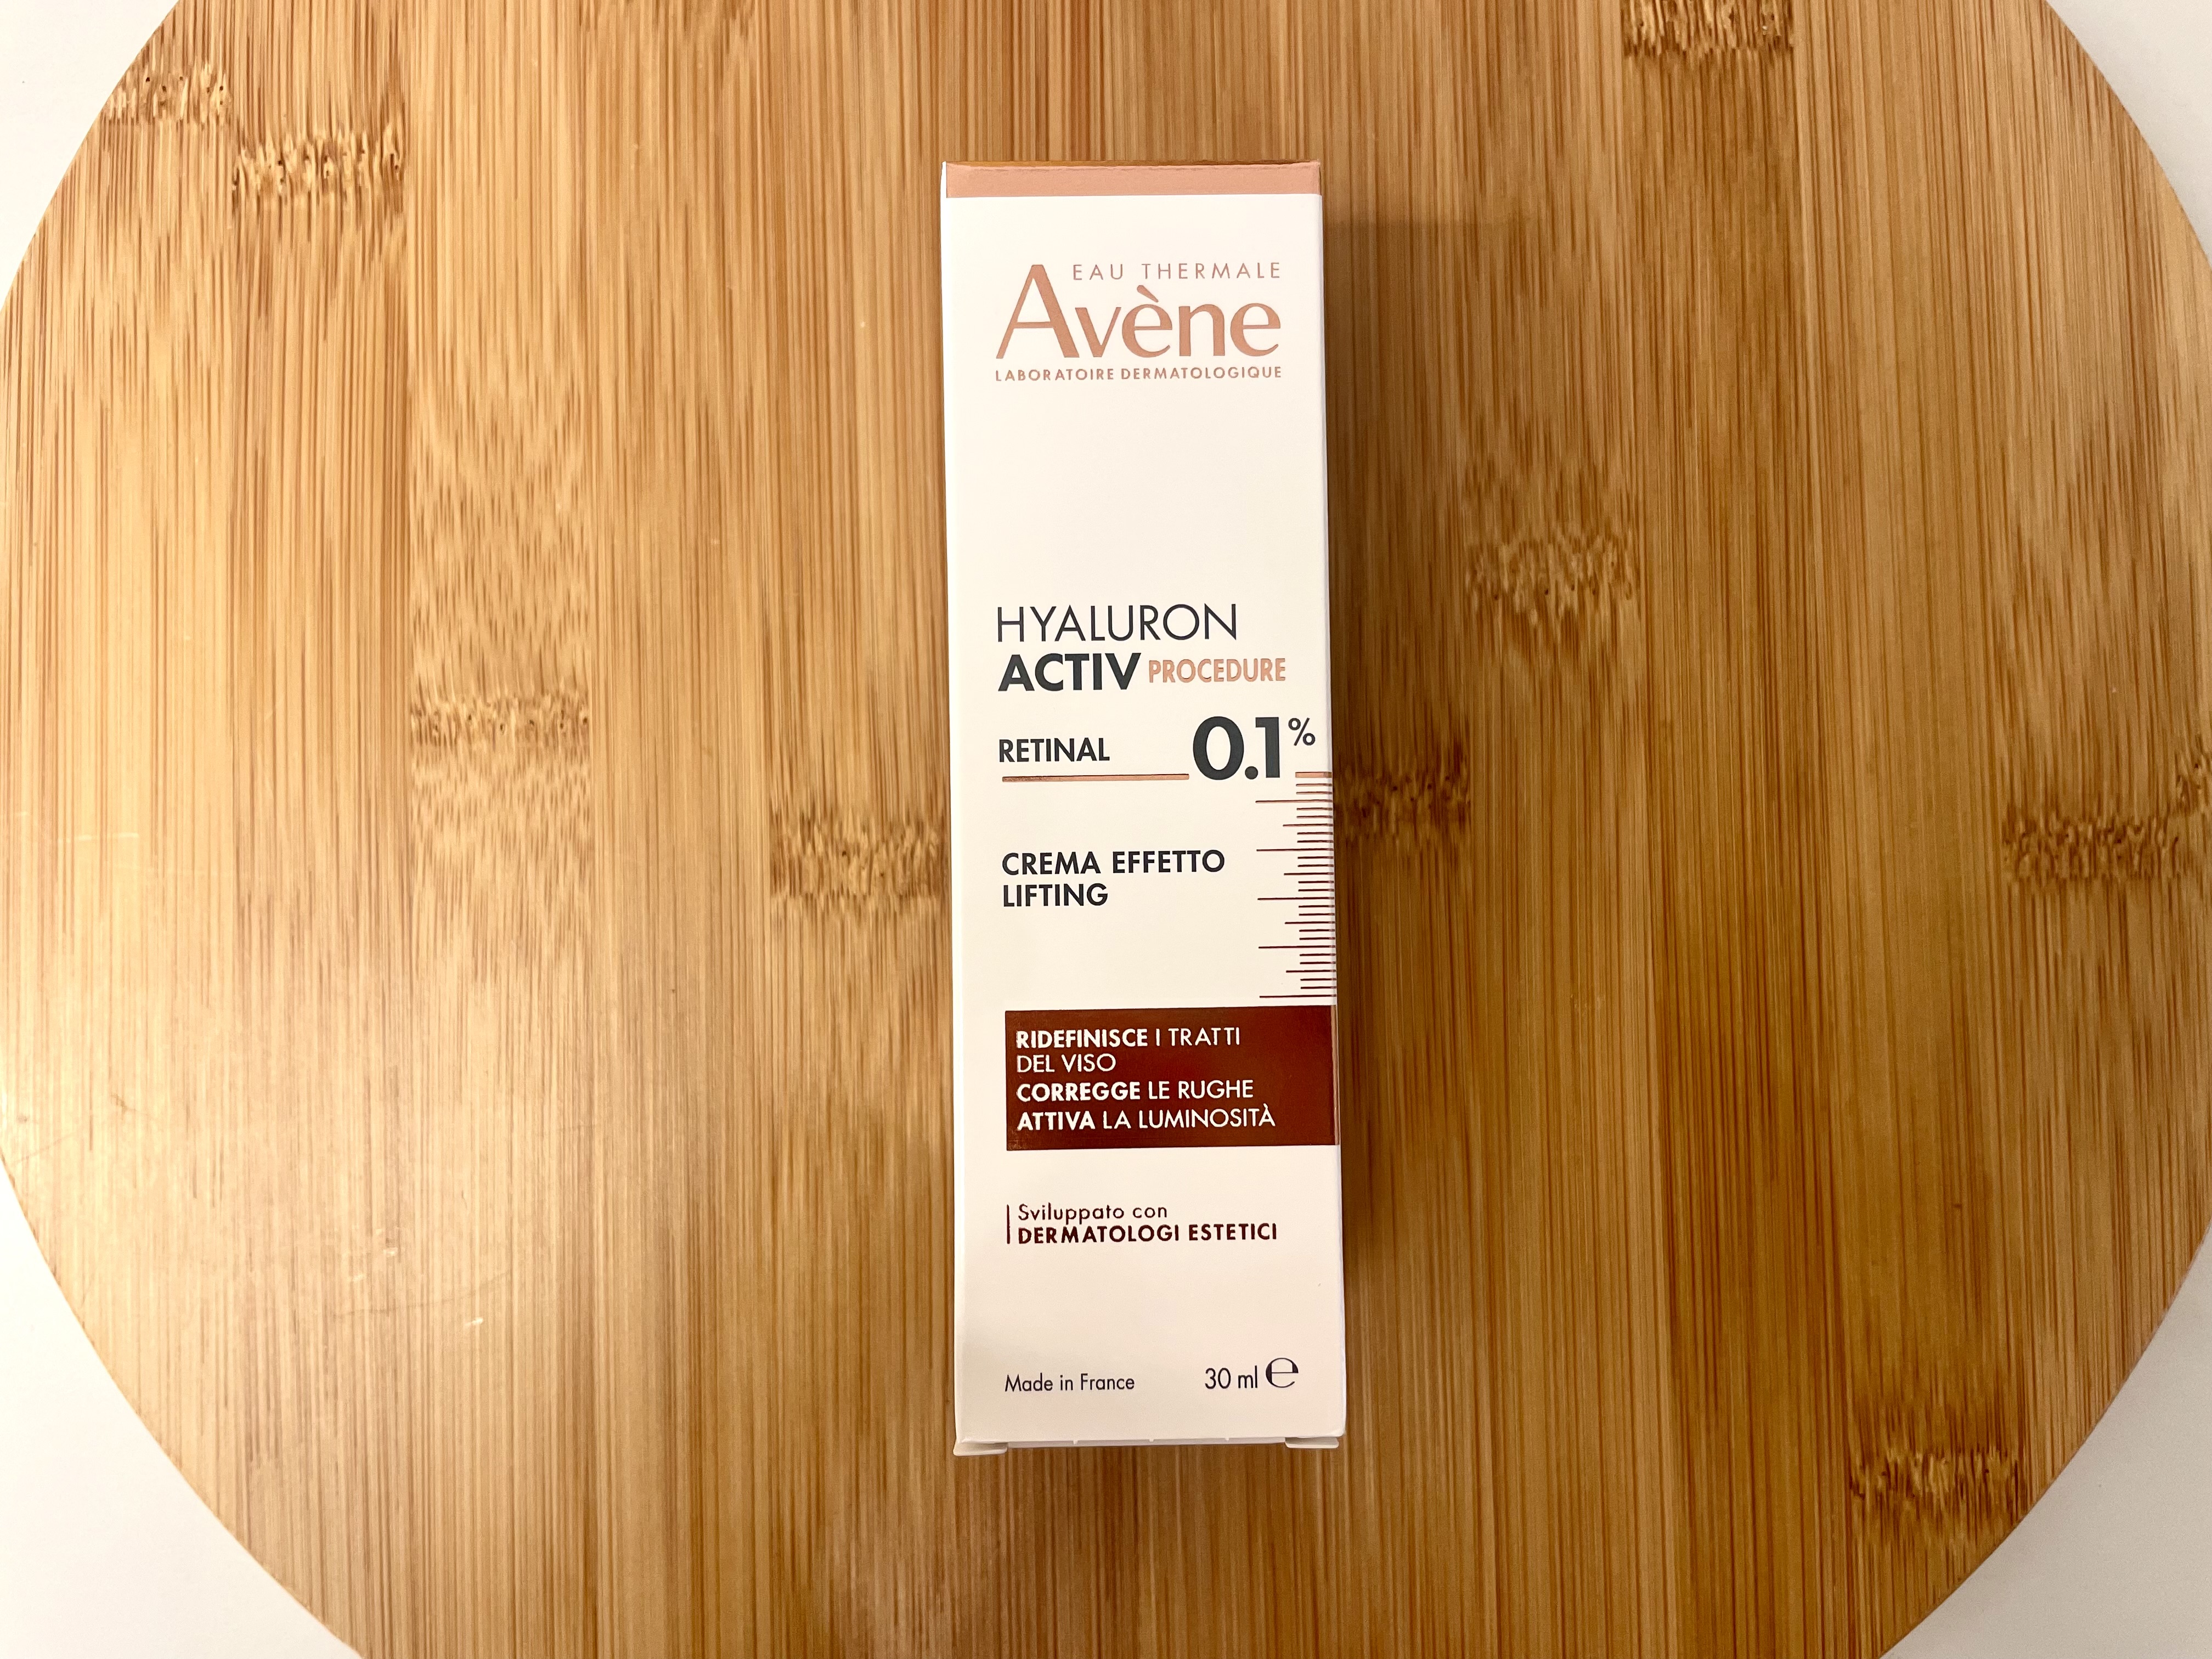 EAU THERMALE
Avène
LABORATOIRE DERMATOLOGIQUE
HYALURON
ACTIV PROCEDURE
RETINAL 0.1%
CREMA EFFETTO
LIFTING
RIDEFINISCE I TRATTI
DEL VISO
CORREGGE LE RUGHE
ATTIVA LA LUMINOSITÀ
Sviluppato con
DERMATOLOGI ESTETICI
Made in France 30 ml ℮